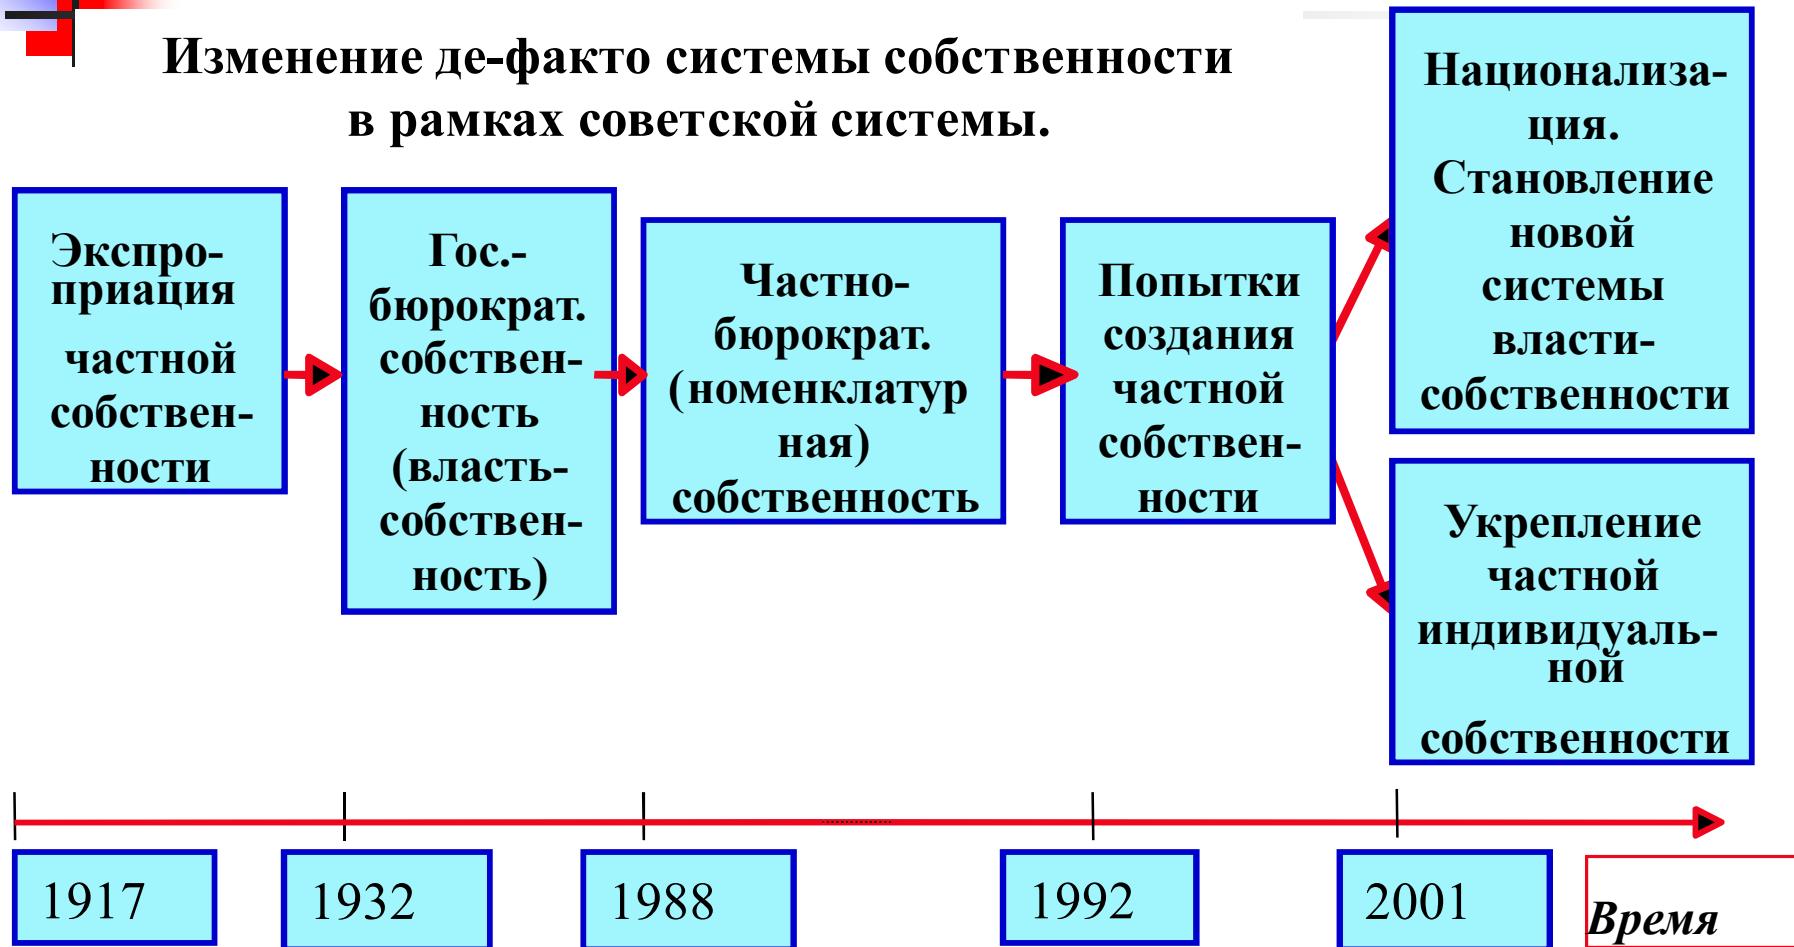 Изменение де-факто системы собственности
в рамках советской системы.
Экспро-
приация
частной
собствен-
ности
Гос.-
бюрократ.
собствен-
ность
(власть-
собствен-
ность)
Частно-
бюрократ.
(номенклатур
ная)
собственность
Попытки
создания
частной
собствен-
ности
Национализа-
ция.
Становление
новой
системы
власти-
собственности
Укрепление
частной
индивидуаль-
ной
собственности
1917
1932
1988
1992
2001
Время